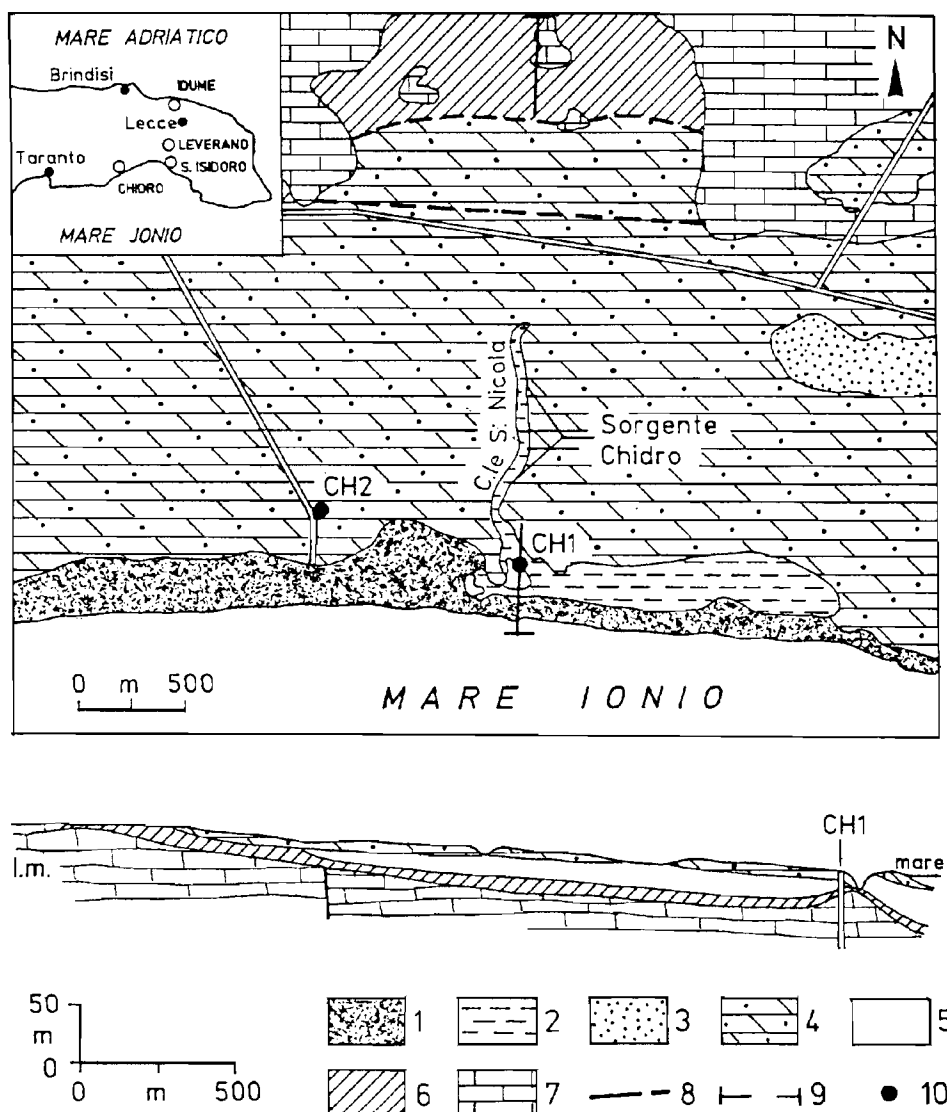 MARE ADRIATICO
Brindisi
IDUME
Lecce
LEVERANO
S. ISIDORO
Taranto
CHIDRO
MARE JONIO
N
C.le S. Nicola
Sorgente
Chidro
CH2
CH1
0 m 500
MARE IONIO
CH1
l.m.
mare
50
m
0
0 m 500
1
2
3
4
5
6
7
8
9
10